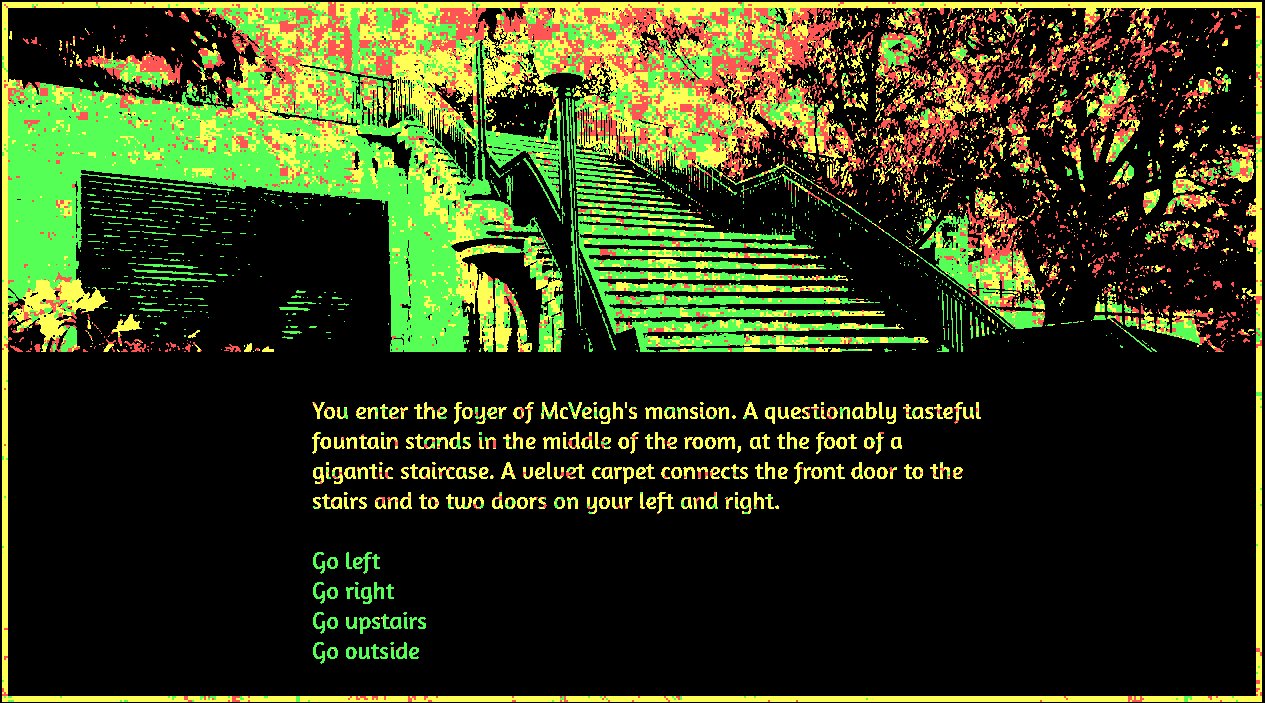 You enter the foyer of McVeigh's mansion. A questionably tasteful
fountain stands in the middle of the room, at the foot of a
gigantic staircase. A velvet carpet connects the front door to the
stairs and to two doors on your left and right.
Go left
Go right
Go upstairs
Go outside